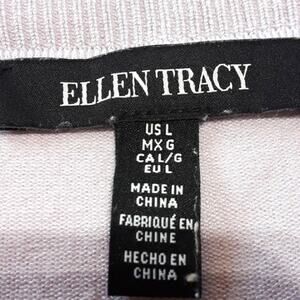 ELLEN TRACY
US L
MX G
CA L/G
EU L
MADE IN
CHINA
FABRIQUÉ EN
CHINE
HECHO EN
CHINA